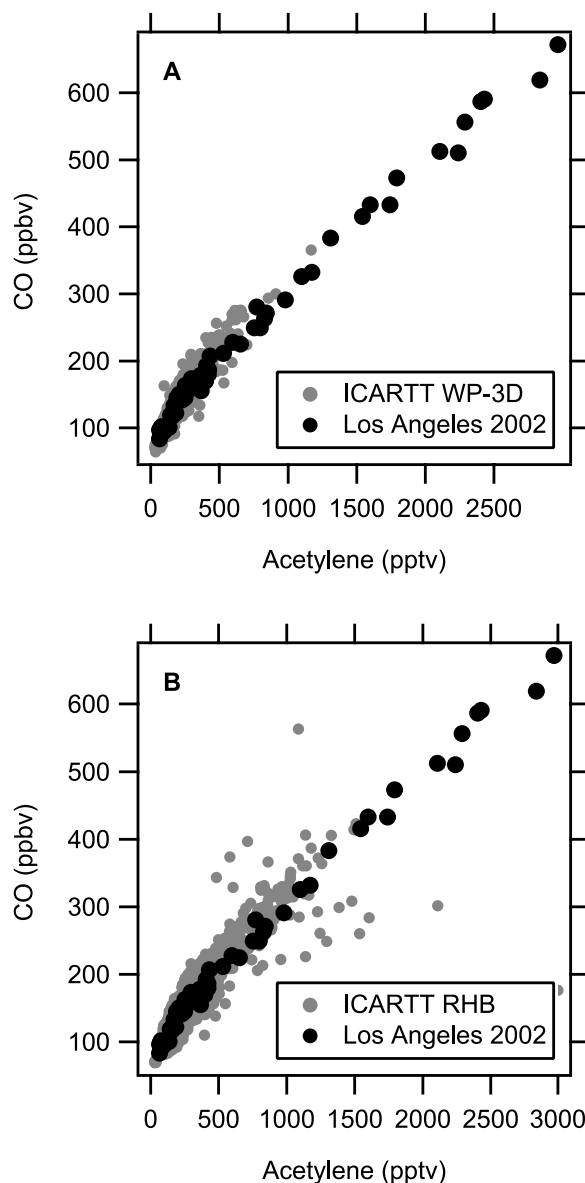 A
600
500
400
300
200
100
CO (ppbv)
ICARTT WP-3D
Los Angeles 2002
0 500 1000 1500 2000 2500
Acetylene (pptv)
B
600
500
400
300
200
100
CO (ppbv)
ICARTT RHB
Los Angeles 2002
0 500 1000 1500 2000 2500 3000
Acetylene (pptv)